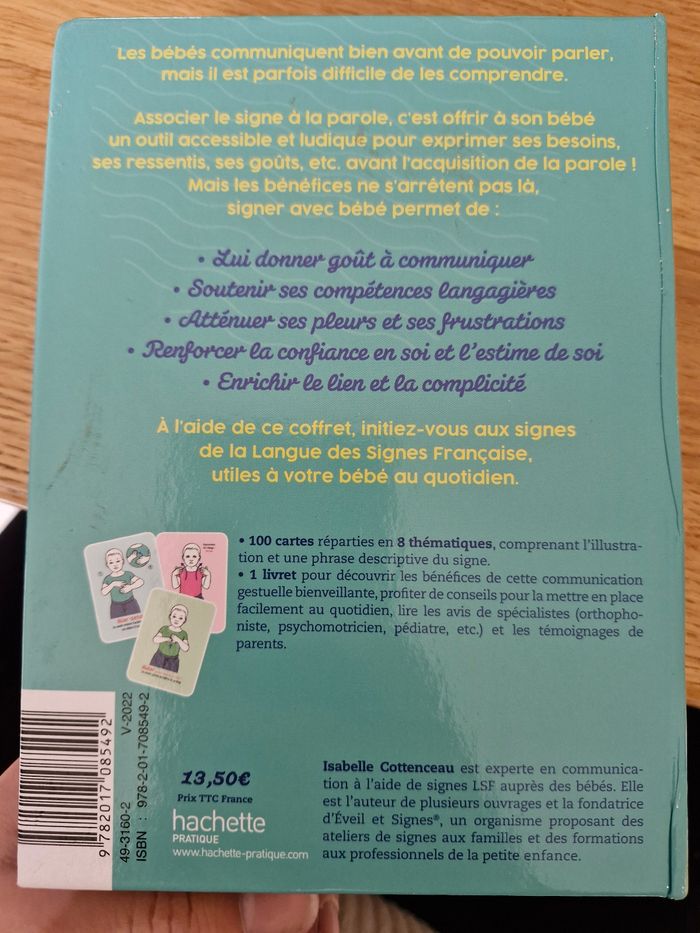 Les bébés communiquent bien avant de pouvoir parler,
mais il est parfois difficile de les comprendre.
Associer le signe à la parole, c'est offrir à son bébé
un outil accessible et ludique pour exprimer ses besoins,
ses ressentis, ses goûts, etc. avant l'acquisition de la parole !
Mais les bénéfices ne s'arrêtent pas là,
signer avec bébé permet de :
• Lui donner goût à communiquer
• Soutenir ses compétences langagières
• Atténuer ses pleurs et ses frustrations
• Renforcer la confiance en soi et l'estime de soi
• Enrichir le lien et la complicité
À l'aide de ce coffret, initiez-vous aux signes
de la Langue des Signes Française,
utiles à votre bébé au quotidien.
• 100 cartes réparties en 8 thématiques, comprenant l'illustra-
tion et une phrase descriptive du signe.
• 1 livret pour découvrir les bénéfices de cette communication
gestuelle bienveillante, profiter de conseils pour la mettre en place
facilement au quotidien, lire les avis de spécialistes (orthopho-
niste, psychomotricien, pédiatre, etc.) et les témoignages de
parents.
9 782017 085492
49-3160-2 V-2022
ISBN : 978-2-01-708549-2
13,50€
Prix TTC France
hachette
PRATIQUE
www.hachette-pratique.com
Isabelle Cottenceau est experte en communica-
tion à l'aide de signes LSF auprès des bébés. Elle
est l'auteur de plusieurs ouvrages et la fondatrice
d'Éveil et Signes®, un organisme proposant des
ateliers de signes aux familles et des formations
aux professionnels de la petite enfance.